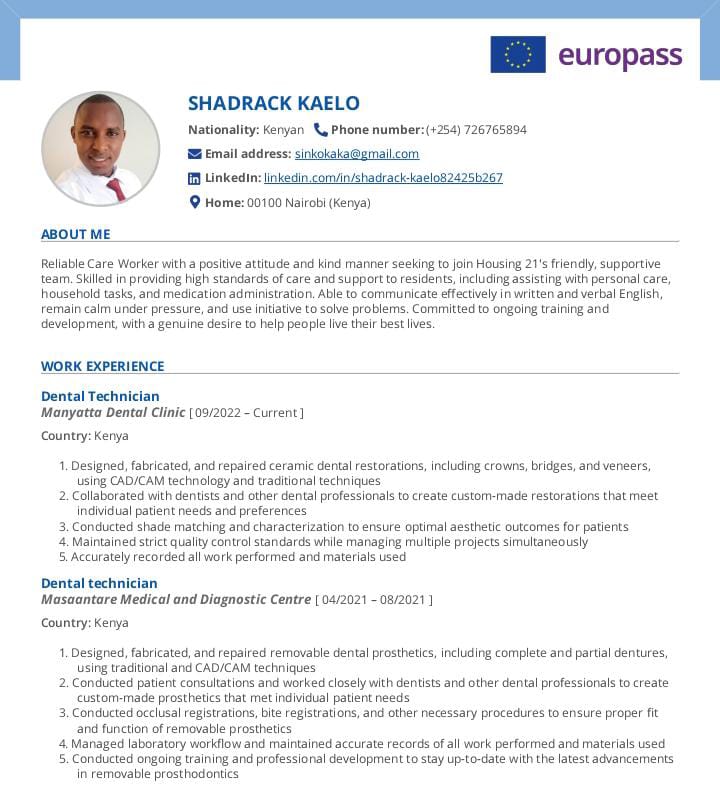 europass
SHADRACK KAELO
Nationality: Kenyan Phone number: (+254) 726765894
Email address: sinkokaka@gmail.com
LinkedIn: linkedin.com/in/shadrack-kaelo82425b267
Home: 00100 Nairobi (Kenya)
ABOUT ME
Reliable Care Worker with a positive attitude and kind manner seeking to join Housing 21's friendly, supportive
team. Skilled in providing high standards of care and support to residents, including assisting with personal care,
household tasks, and medication administration. Able to communicate effectively in written and verbal English,
remain calm under pressure, and use initiative to solve problems. Committed to ongoing training and
development, with a genuine desire to help people live their best lives.
WORK EXPERIENCE
Dental Technician
Manyatta Dental Clinic [ 09/2022 – Current ]
Country: Kenya
1. Designed, fabricated, and repaired ceramic dental restorations, including crowns, bridges, and veneers,
using CAD/CAM technology and traditional techniques
2. Collaborated with dentists and other dental professionals to create custom-made restorations that meet
individual patient needs and preferences
3. Conducted shade matching and characterization to ensure optimal aesthetic outcomes for patients
4. Maintained strict quality control standards while managing multiple projects simultaneously
5. Accurately recorded all work performed and materials used
Dental technician
Masaantare Medical and Diagnostic Centre [ 04/2021 – 08/2021 ]
Country: Kenya
1. Designed, fabricated, and repaired removable dental prosthetics, including complete and partial dentures,
using traditional and CAD/CAM techniques
2. Conducted patient consultations and worked closely with dentists and other dental professionals to create
custom-made prosthetics that met individual patient needs
3. Conducted occlusal registrations, bite registrations, and other necessary procedures to ensure proper fit
and function of removable prosthetics
4. Managed laboratory workflow and maintained accurate records of all work performed and materials used
5. Conducted ongoing training and professional development to stay up-to-date with the latest advancements
in removable prosthodontics